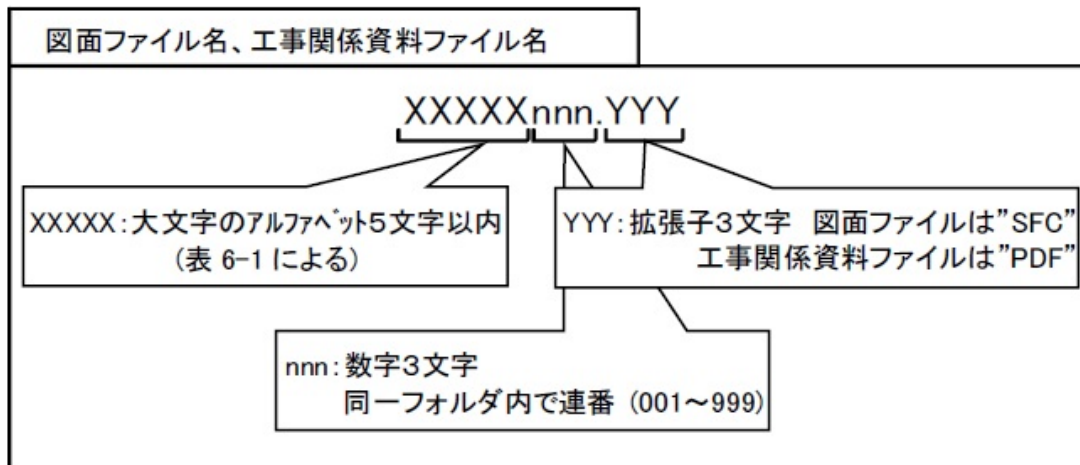 図面ファイル名、工事関係資料ファイル名
XXXXXnnn.YYY
XXXXX:大文字のアルファベット5文字以内
(表 6-1 による)
YYY:拡張子3文字 図面ファイルは”SFC”
工事関係資料ファイルは”PDF”
nnn:数字3文字
同一フォルダ内で連番 (001～999)